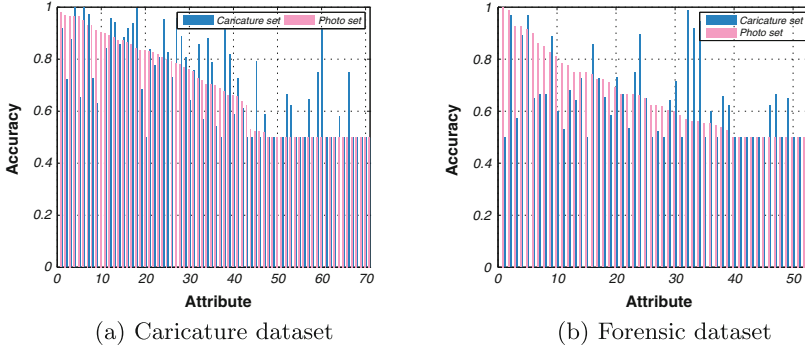 1
0.8
0.6
0.4
0.2
0
Accuracy
Caricature set
Photo set
0 10 20 30 40 50 60 70
Attribute
(a) Caricature dataset
1
0.8
0.6
0.4
0.2
0
Accuracy
Caricature set
Photo set
0 10 20 30 40 50
Attribute
(b) Forensic dataset